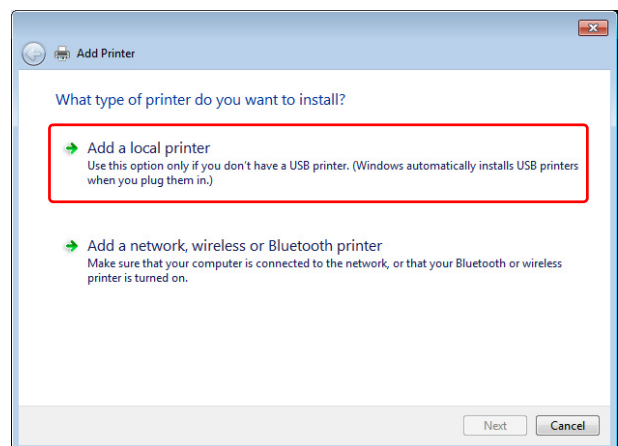 Add Printer
What type of printer do you want to install?
Add a local printer
Use this option only if you don't have a USB printer. (Windows automatically installs USB printers
when you plug them in.)
Add a network, wireless or Bluetooth printer
Make sure that your computer is connected to the network, or that your Bluetooth or wireless
printer is turned on.
Next Cancel